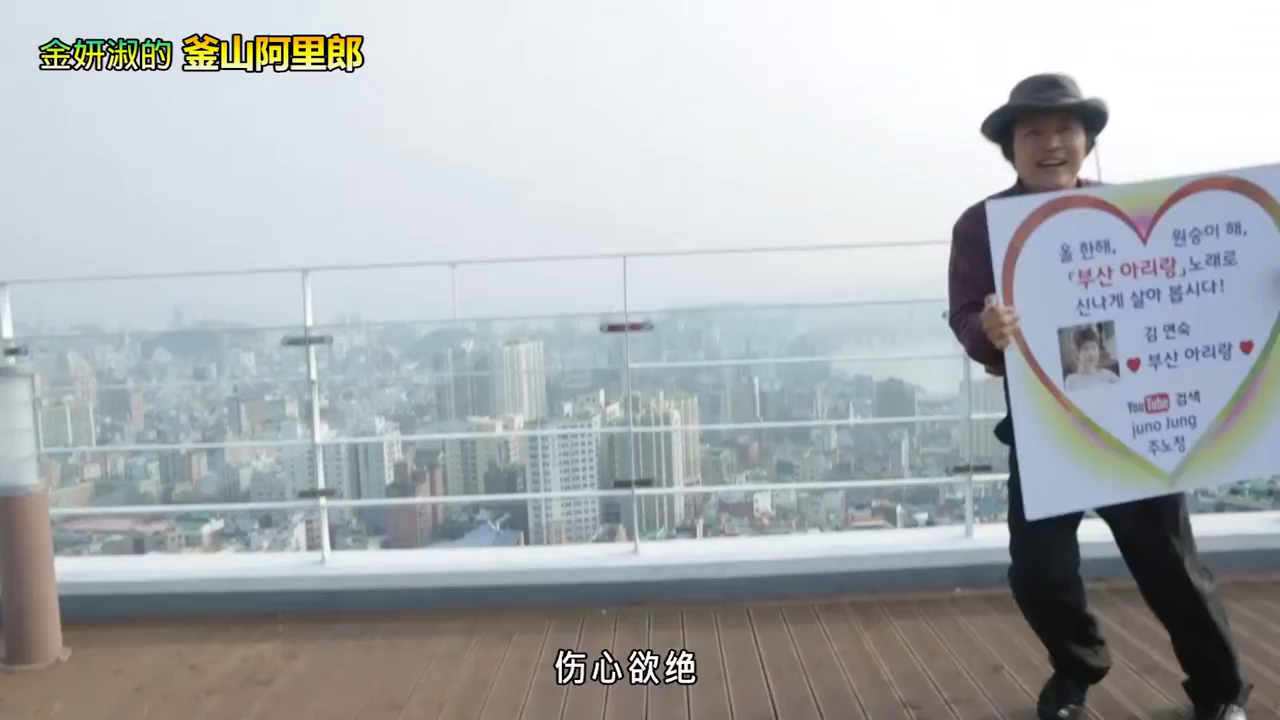 金妍淑的 釜山阿里郎
올 한해, 원숭이 해,
「부산 아리랑」노래로
신나게 살아 봅시다!
김 연숙
♥ 부산 아리랑 ♥
YouTube 검색
juno Jung
주노정
伤心欲绝